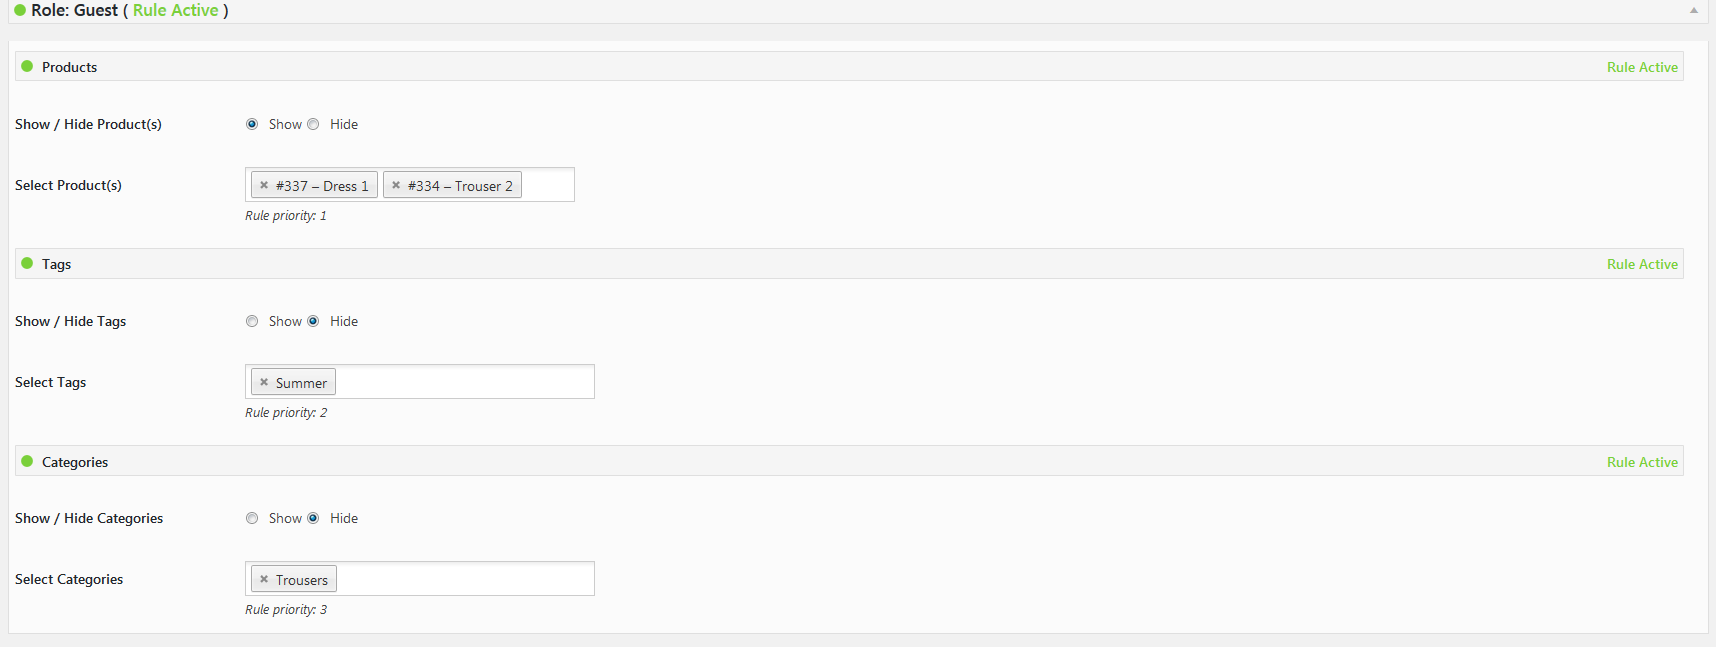 Role: Guest ( Rule Active )
Products Rule Active
Show / Hide Product(s) Show Hide
Select Product(s) × #337 – Dress 1 × #334 – Trouser 2
Rule priority: 1
Tags Rule Active
Show / Hide Tags Show Hide
Select Tags × Summer
Rule priority: 2
Categories Rule Active
Show / Hide Categories Show Hide
Select Categories × Trousers
Rule priority: 3